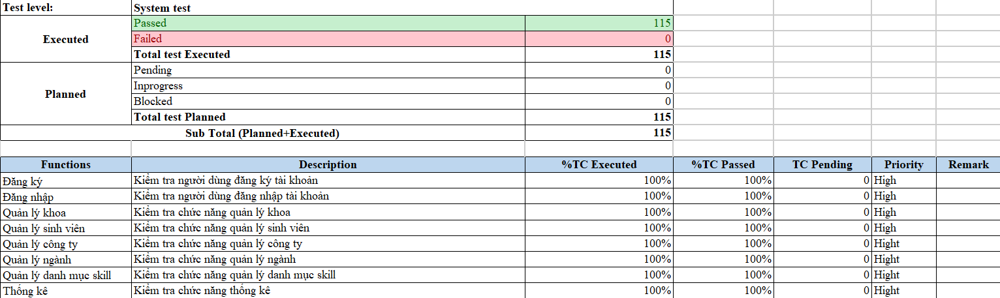 Test level: System test
Executed Passed 115
Failed 0
Total test Executed 115
Planned Pending 0
Inprogress 0
Blocked 0
Total test Planned 115
Sub Total (Planned+Executed) 115
Functions Description %TC Executed %TC Passed TC Pending Priority Remark
Đăng ký Kiểm tra người dùng đăng ký tài khoản 100% 100% 0 High
Đăng nhập Kiểm tra người dùng đăng nhập tài khoản 100% 100% 0 High
Quản lý khoa Kiểm tra chức năng quản lý khoa 100% 100% 0 High
Quản lý sinh viên Kiểm tra chức năng quản lý sinh viên 100% 100% 0 High
Quản lý công ty Kiểm tra chức năng quản lý công ty 100% 100% 0 Hight
Quản lý ngành Kiểm tra chức năng quản lý ngành 100% 100% 0 Hight
Quản lý danh mục skill Kiểm tra chức năng quản lý danh mục skill 100% 100% 0 Hight
Thống kê Kiểm tra chức năng thống kê 100% 100% 0 Hight